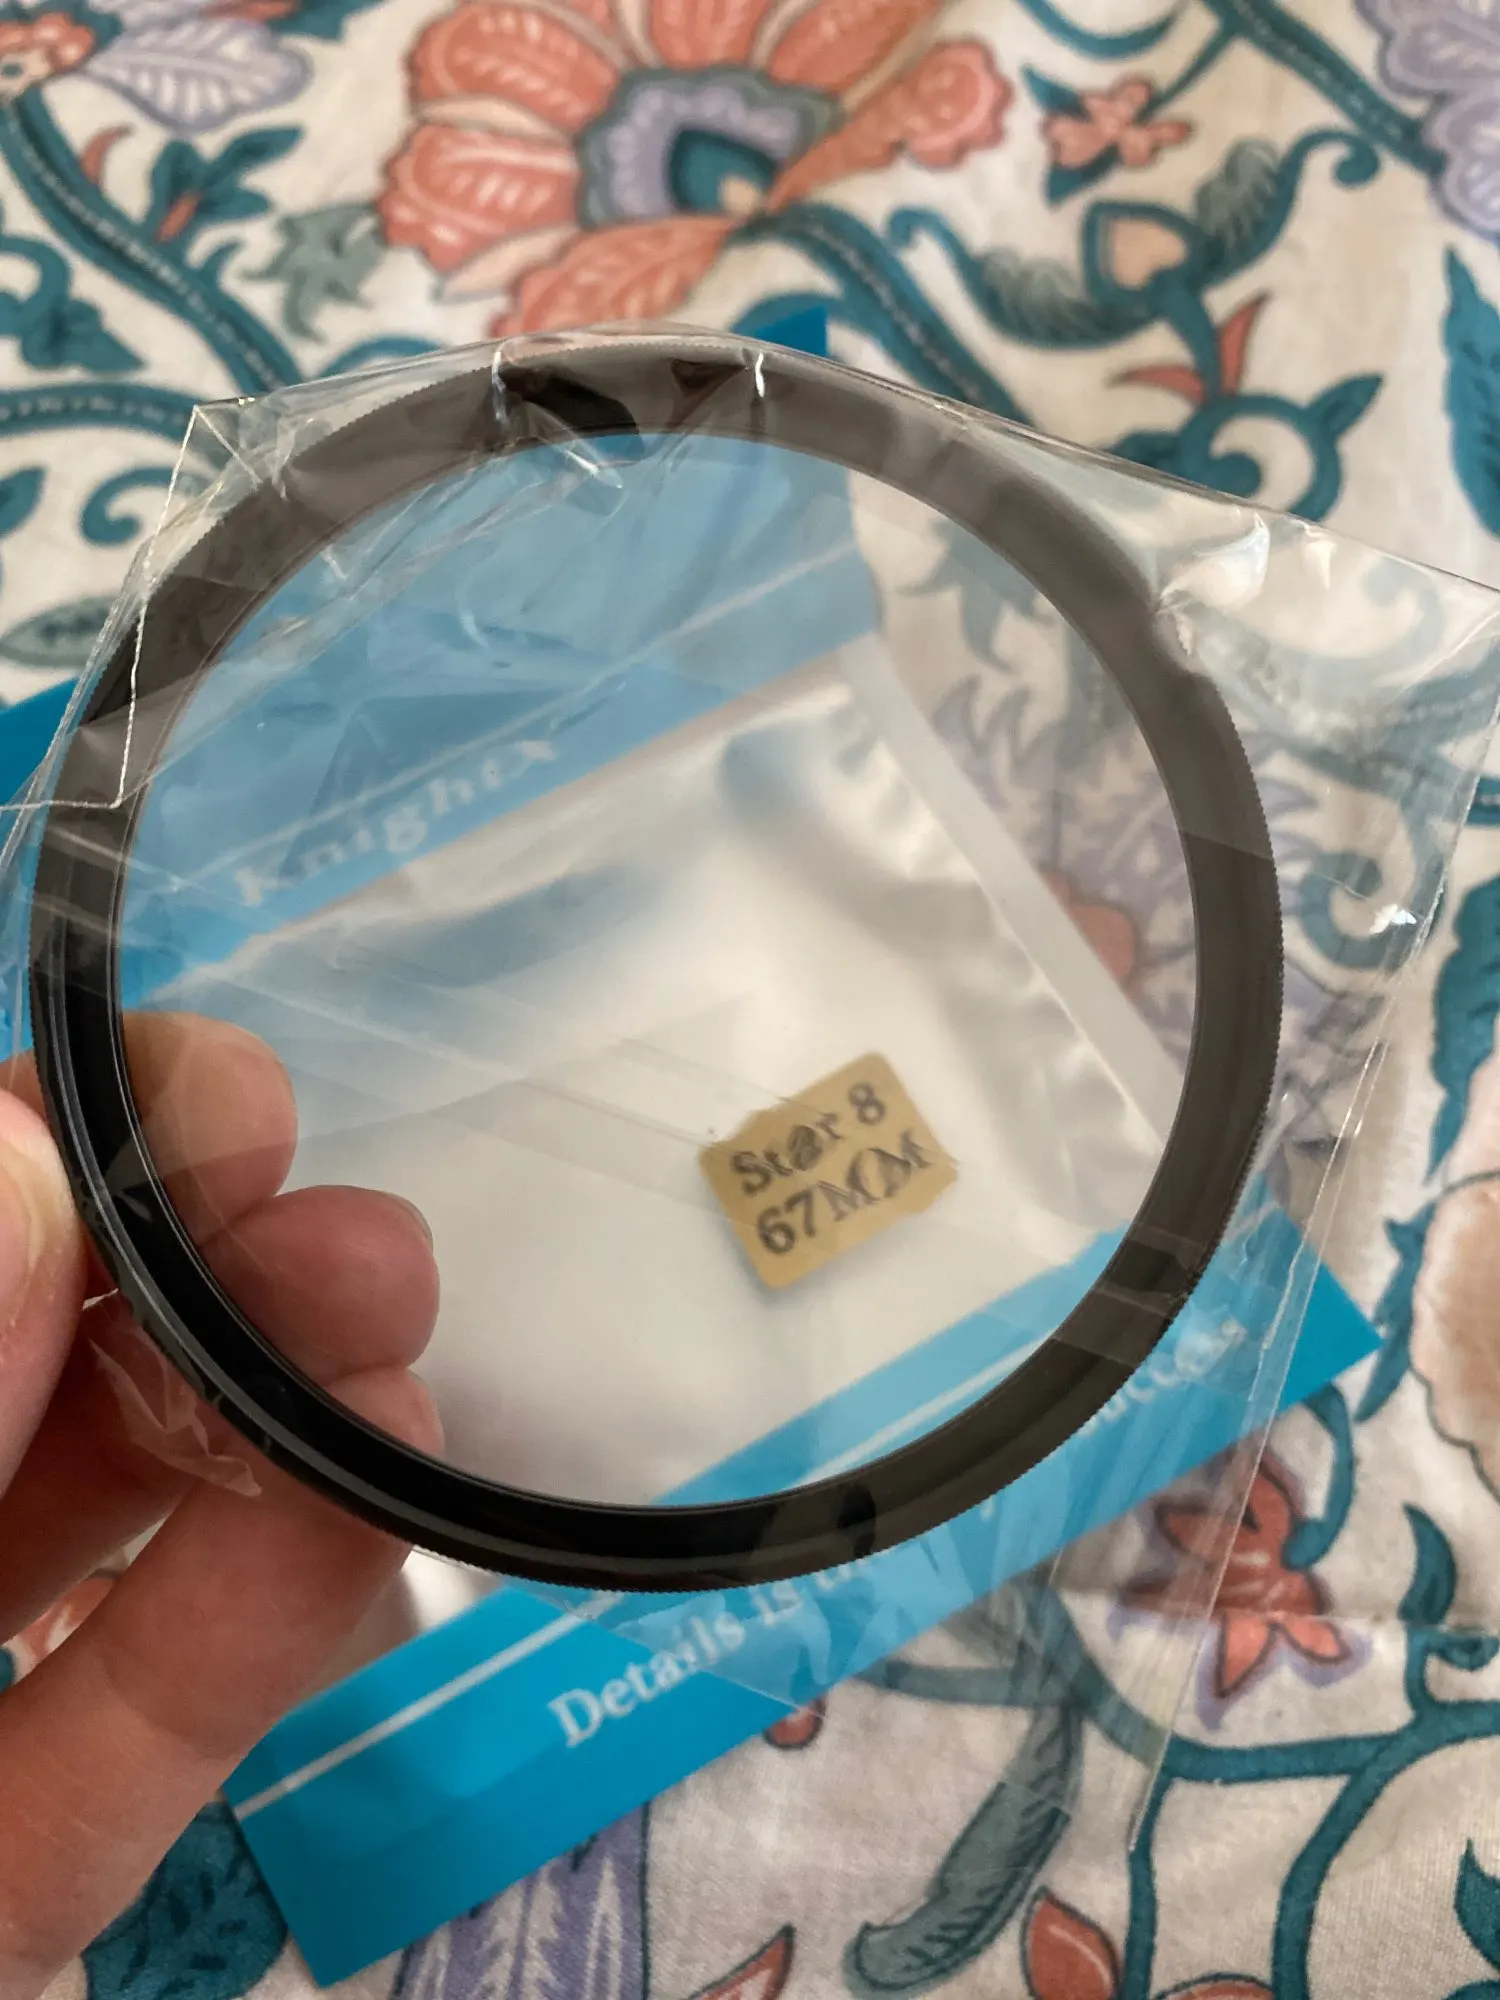 KnightX
Star 8
67MM
Details is